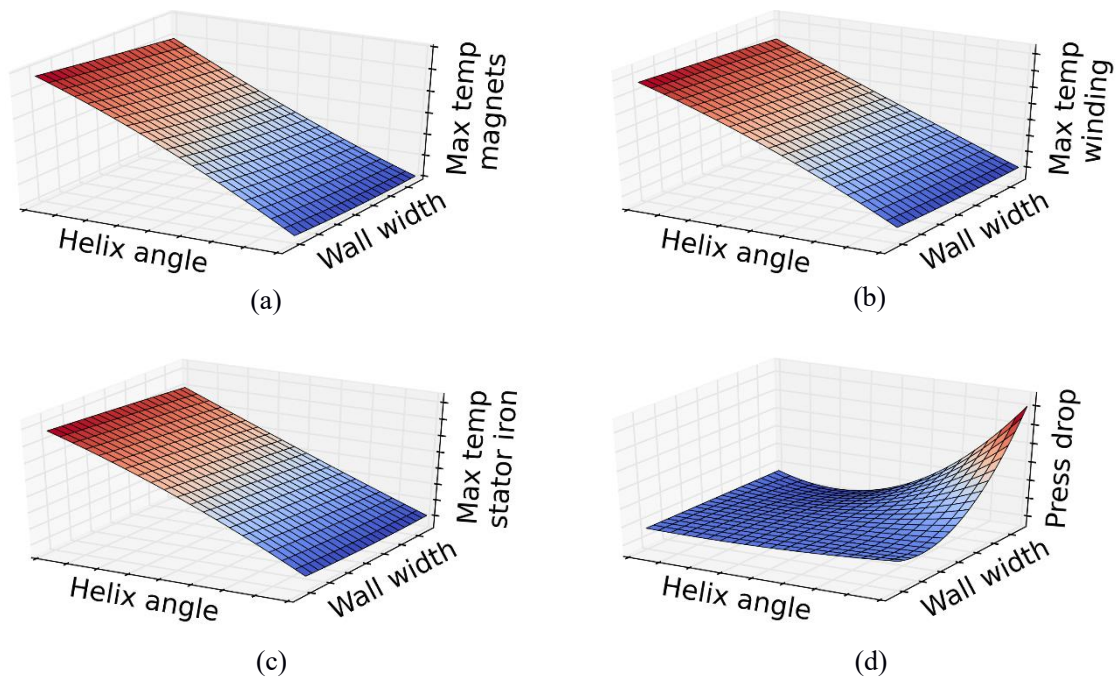 Max temp
magnets
Helix angle
Wall width
(a)
Max temp
winding
Helix angle
Wall width
(b)
Max temp
stator iron
Helix angle
Wall width
(c)
Press drop
Helix angle
Wall width
(d)